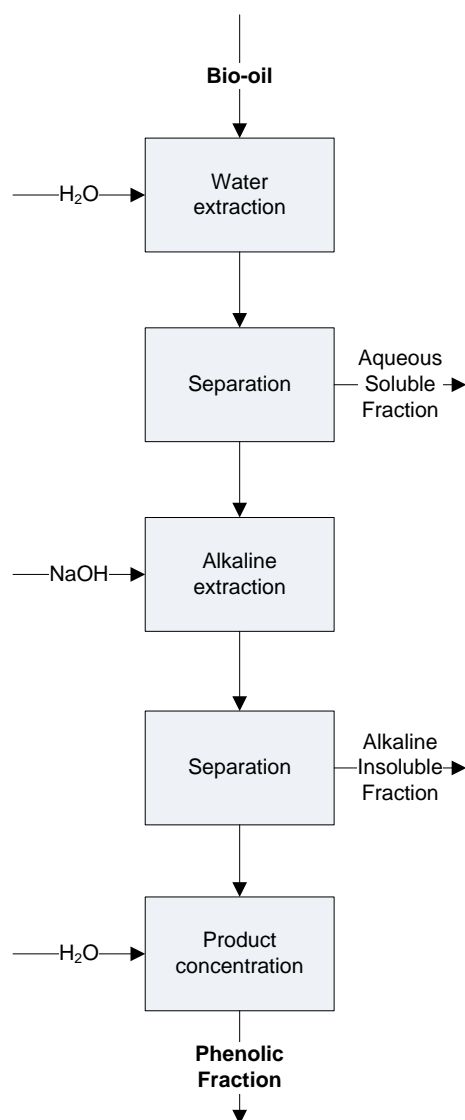 Bio-oil
H₂O
Water
extraction
Separation
Aqueous
Soluble
Fraction
NaOH
Alkaline
extraction
Separation
Alkaline
Insoluble
Fraction
H₂O
Product
concentration
Phenolic
Fraction